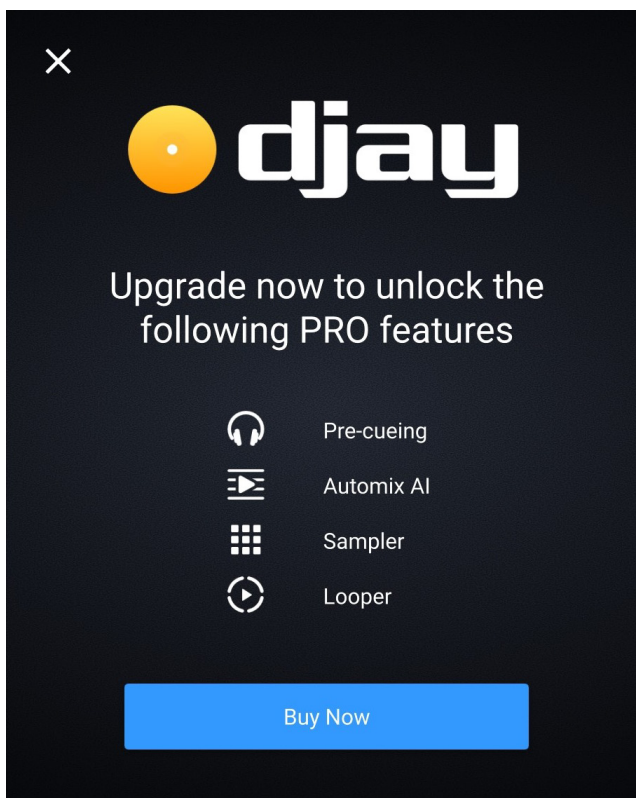 djay
Upgrade now to unlock the
following PRO features
Pre-cueing
Automix AI
Sampler
Looper
Buy Now